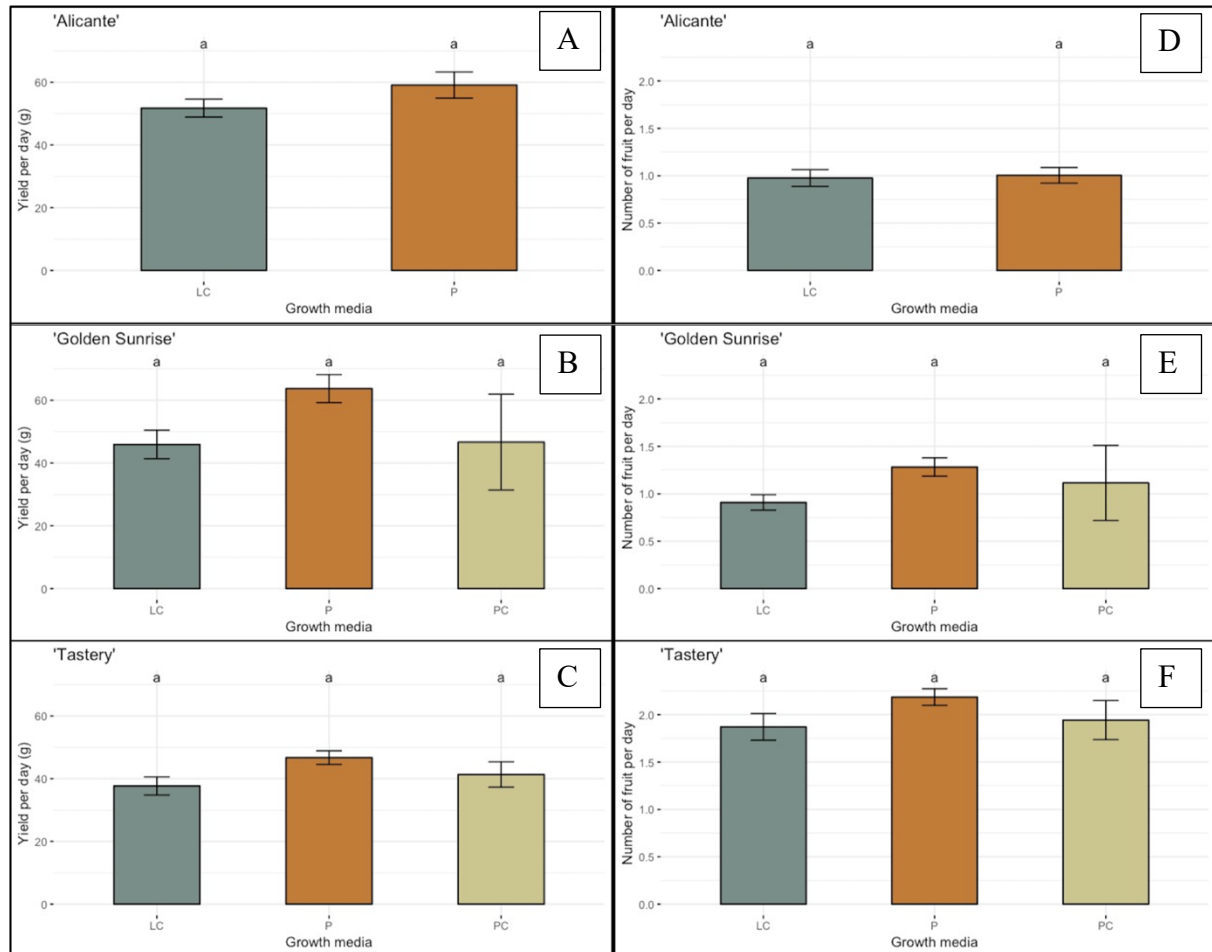 'Alicante'
A
a a
Yield per day (g)
60
40
20
0
LC P
Growth media
'Alicante'
D
a a
Number of fruit per day
2.0
1.5
1.0
0.5
0.0
LC P
Growth media
'Golden Sunrise'
B
a a a
Yield per day (g)
60
40
20
0
LC P PC
Growth media
'Golden Sunrise'
E
a a a
Number of fruit per day
2.0
1.5
1.0
0.5
0.0
LC P PC
Growth media
'Tastery'
C
a a a
Yield per day (g)
60
40
20
0
LC P PC
Growth media
'Tastery'
F
a a a
Number of fruit per day
2.0
1.5
1.0
0.5
0.0
LC P PC
Growth media